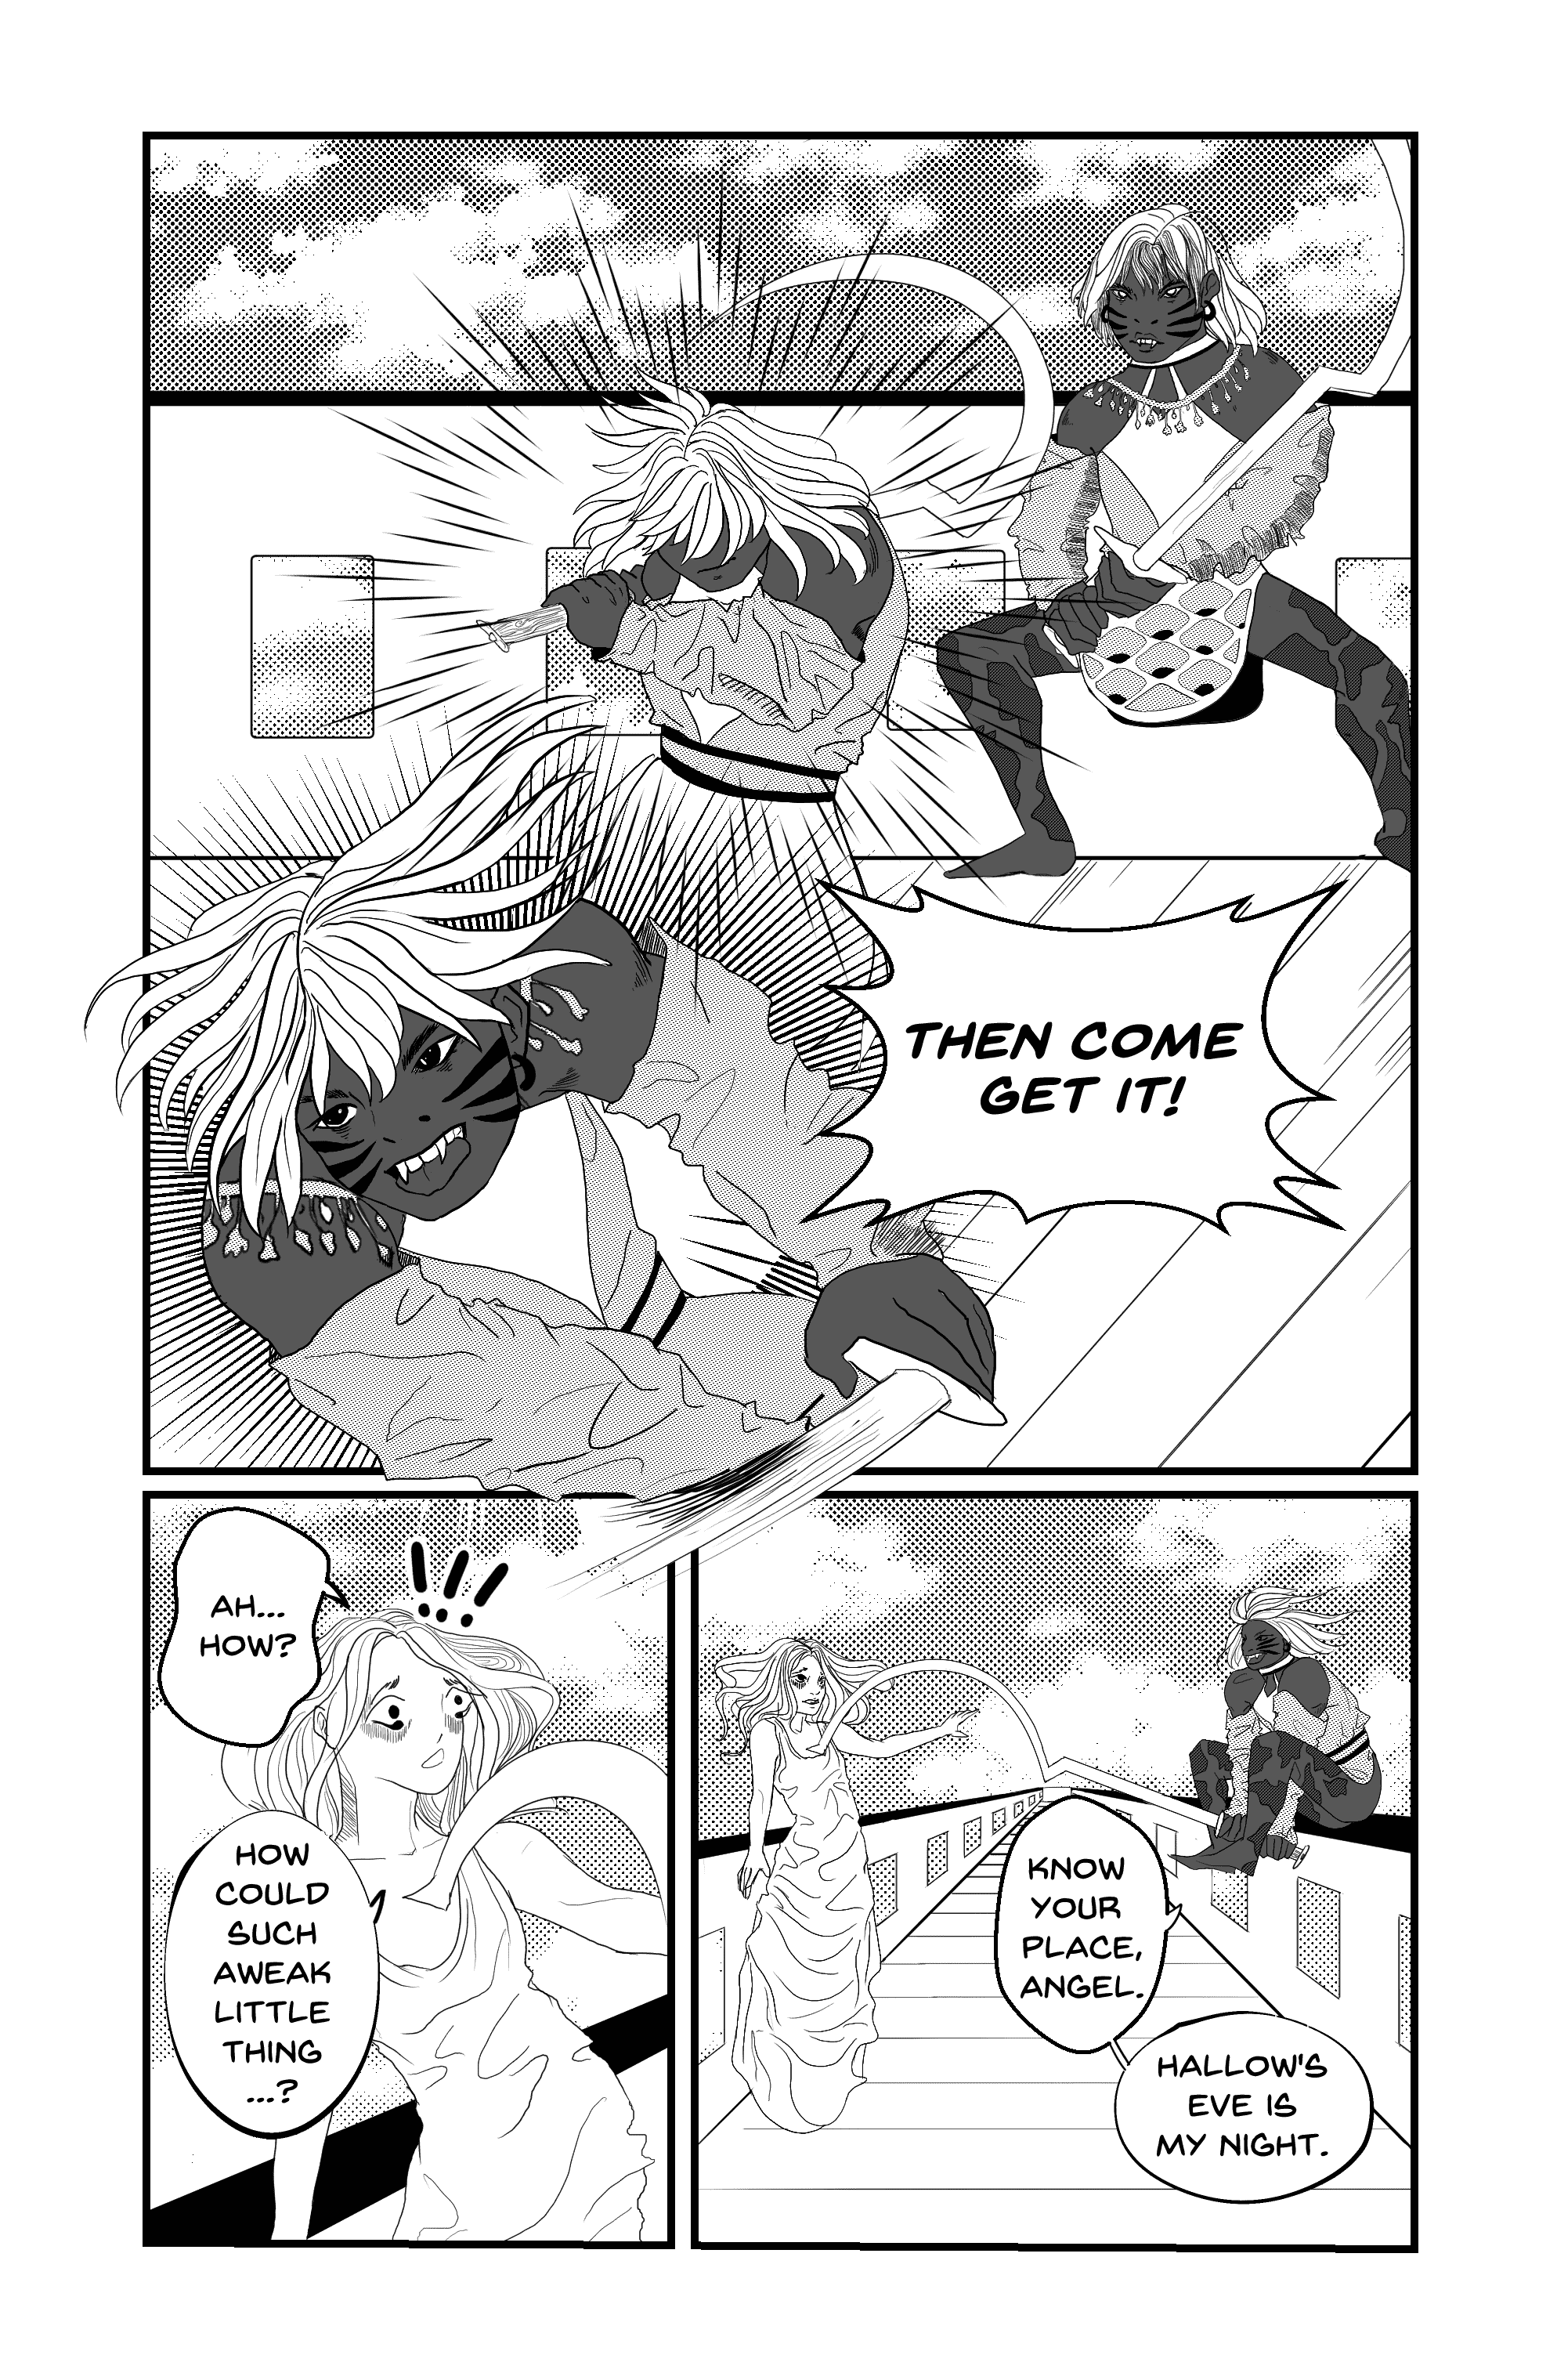 THEN COME
GET IT!
!!!
AH...
HOW?
HOW
COULD
SUCH
AWEAK
LITTLE
THING
...?
KNOW
YOUR
PLACE,
ANGEL.
HALLOW'S
EVE IS
MY NIGHT.